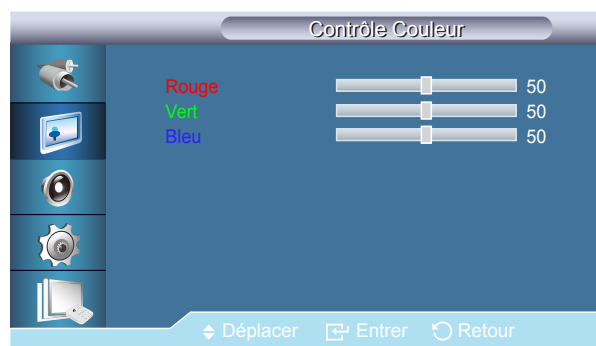 Contrôle Couleur
Rouge 50
Vert 50
Bleu 50
Déplacer Entrer Retour